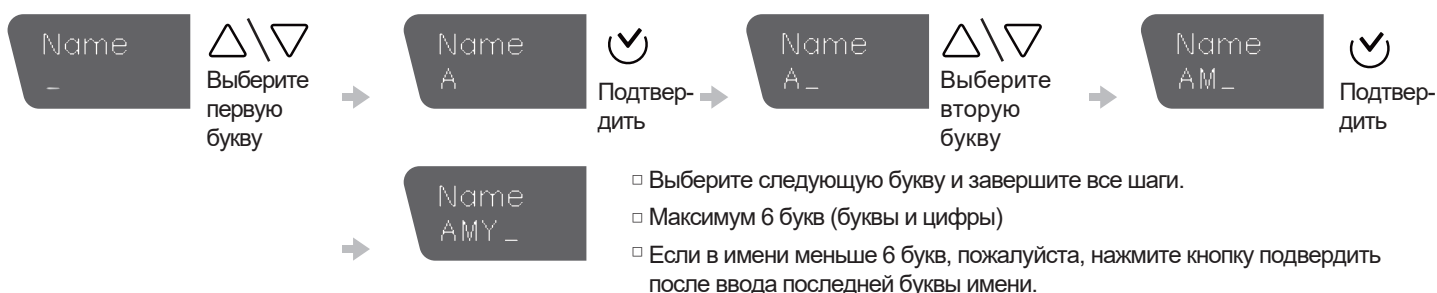 Name
_
Выберите
первую
букву
Name
A
Подтвер-
дить
Name
A_
Выберите
вторую
букву
Name
AM_
Подтвер-
дить
Name
AMY_
Выберите следующую букву и завершите все шаги.
Максимум 6 букв (буквы и цифры)
Если в имени меньше 6 букв, пожалуйста, нажмите кнопку подвердить
после ввода последней буквы имени.